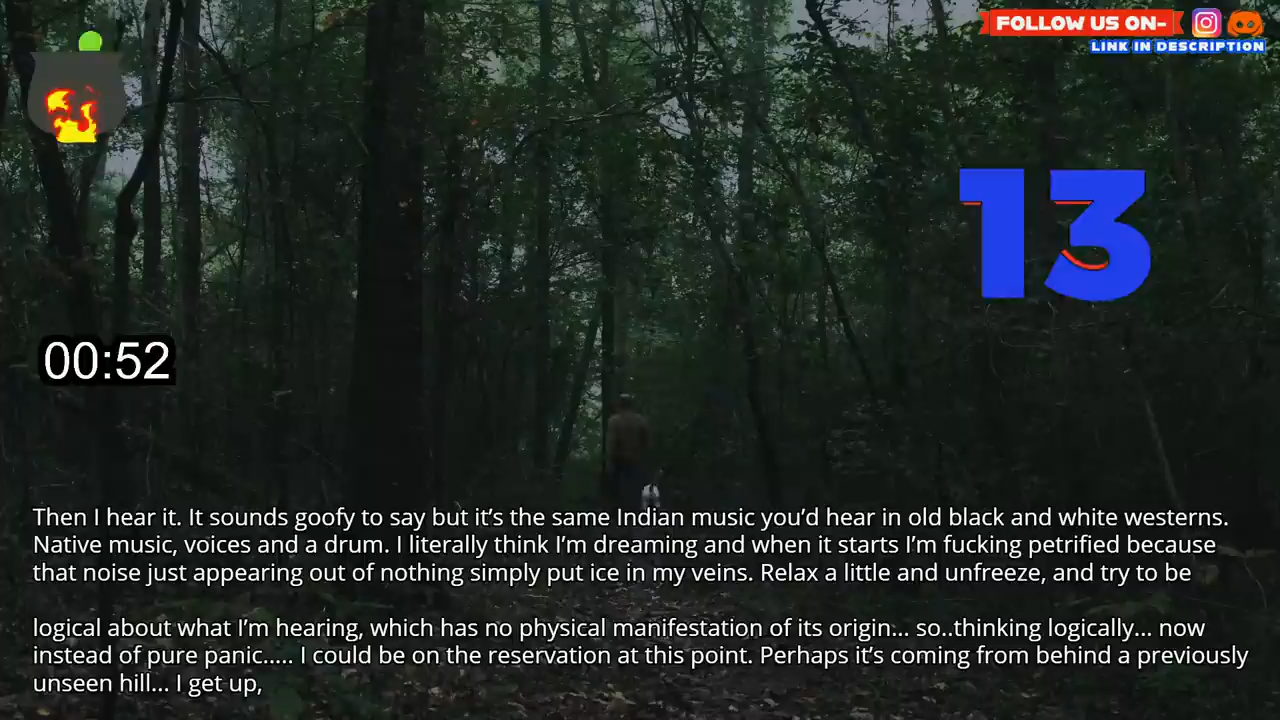 FOLLOW US ON-
LINK IN DESCRIPTION
13
00:52
Then I hear it. It sounds goofy to say but it’s the same Indian music you’d hear in old black and white westerns.
Native music, voices and a drum. I literally think I’m dreaming and when it starts I’m fucking petrified because
that noise just appearing out of nothing simply put ice in my veins. Relax a little and unfreeze, and try to be
logical about what I’m hearing, which has no physical manifestation of its origin... so..thinking logically... now
instead of pure panic..... I could be on the reservation at this point. Perhaps it’s coming from behind a previously
unseen hill... I get up,